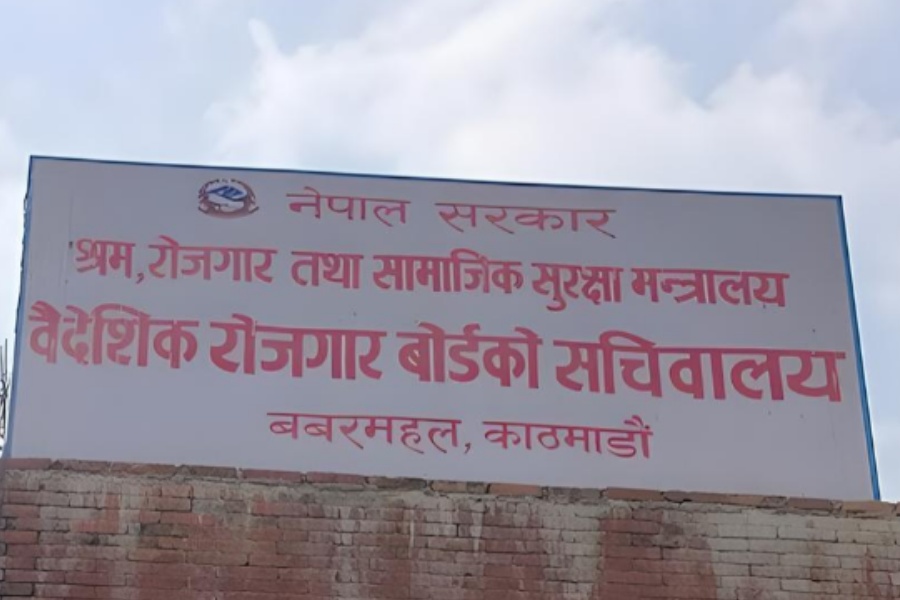 नेपाल सरकार
श्रम, रोजगार तथा सामाजिक सुरक्षा मन्त्रालय
वैदेशिक रोजगार बोर्डको सचिवालय
बबरमहल, काठमाडौं